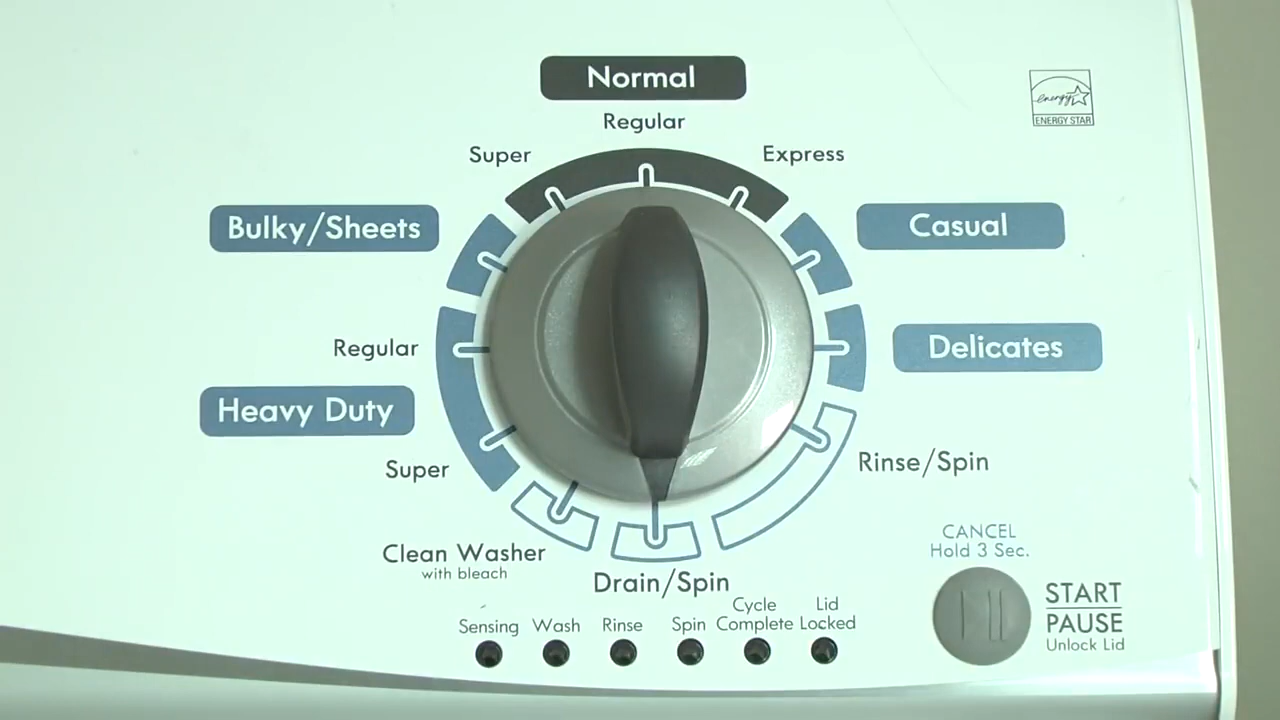 Normal
Regular
Super
Express
energy
ENERGY STAR
Bulky/Sheets
Casual
Regular
Delicates
Heavy Duty
Super
Rinse/Spin
Clean Washer
with bleach
Drain/Spin
CANCEL
Hold 3 Sec.
START
PAUSE
Unlock Lid
Sensing
Wash
Rinse
Spin
Cycle
Complete
Lid
Locked